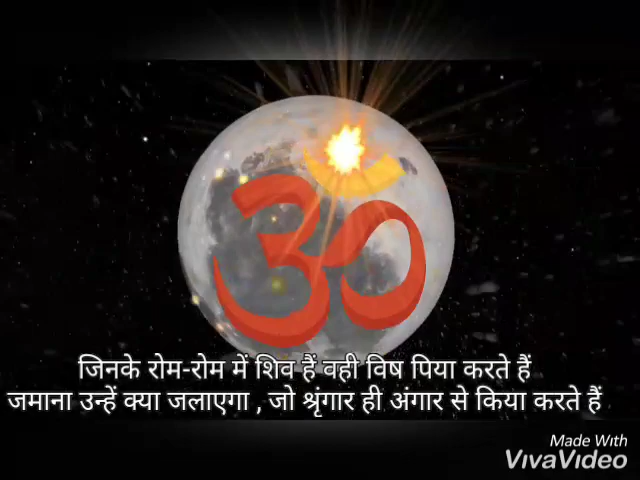 ॐ
जिनके रोम-रोम में शिव हैं वही विष पिया करते हैं
जमाना उन्हें क्या जलाएगा , जो श्रृंगार ही अंगार से किया करते हैं
Made With
VivaVideo